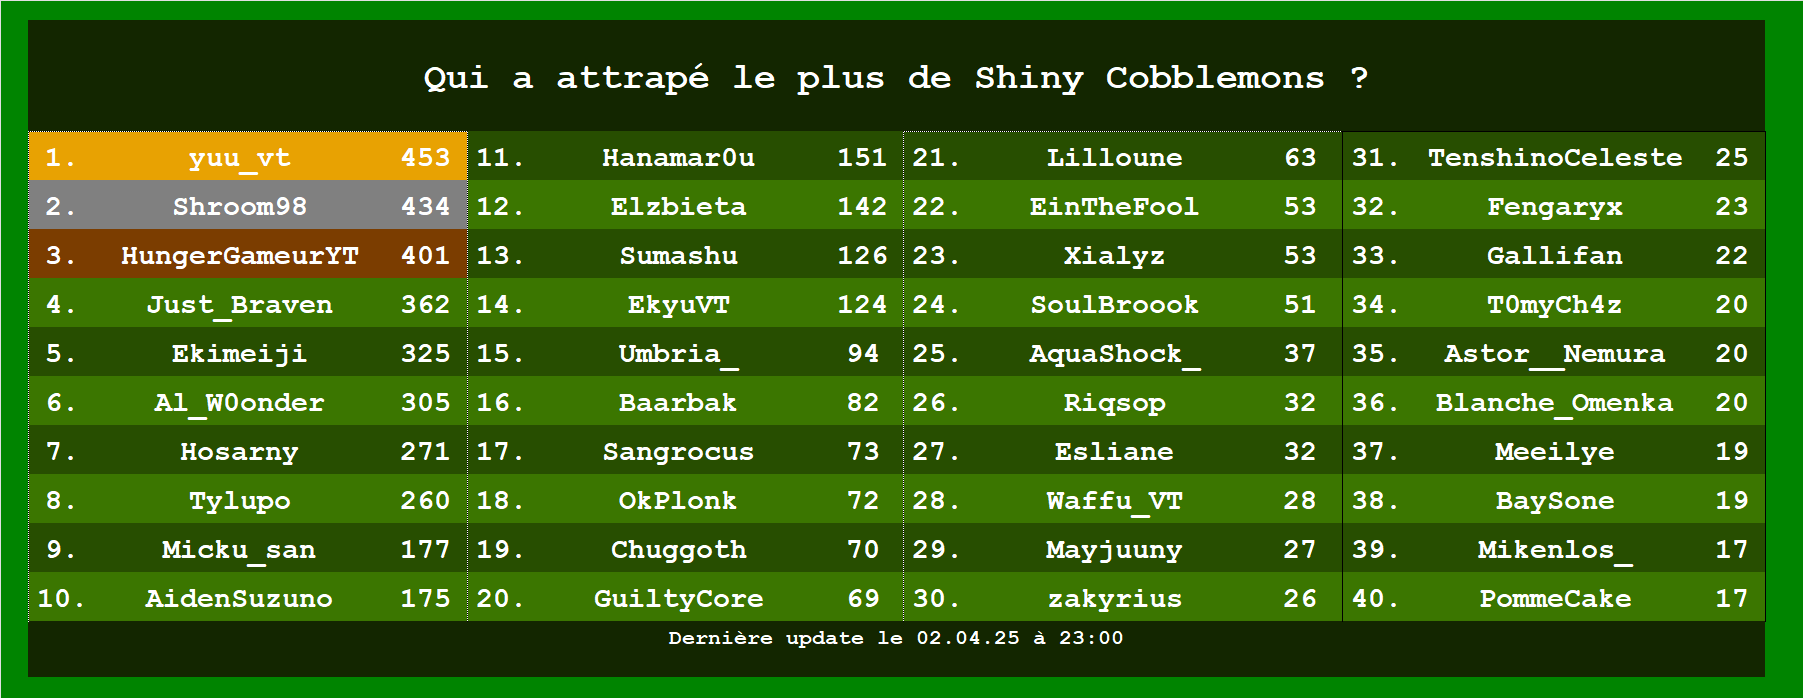 Qui a attrapé le plus de Shiny Cobblemons ?
1. yuu_vt 453 11. Hanamar0u 151 21. Lilloune 63 31. TenshinoCeleste 25
2. Shroom98 434 12. Elzbieta 142 22. EinTheFool 53 32. Fengaryx 23
3. HungerGameurYT 401 13. Sumashu 126 23. Xialyz 53 33. Gallifan 22
4. Just_Braven 362 14. EkyuVT 124 24. SoulBroook 51 34. T0myCh4z 20
5. Ekimeiji 325 15. Umbria_ 94 25. AquaShock_ 37 35. Astor__Nemura 20
6. Al_W0onder 305 16. Baarbak 82 26. Riqsop 32 36. Blanche_Omenka 20
7. Hosarny 271 17. Sangrocus 73 27. Esliane 32 37. Meeilye 19
8. Tylupo 260 18. OkPlonk 72 28. Waffu_VT 28 38. BaySone 19
9. Micku_san 177 19. Chuggoth 70 29. Mayjuuny 27 39. Mikenlos_ 17
10. AidenSuzuno 175 20. GuiltyCore 69 30. zakyrius 26 40. PommeCake 17
Dernière update le 02.04.25 à 23:00